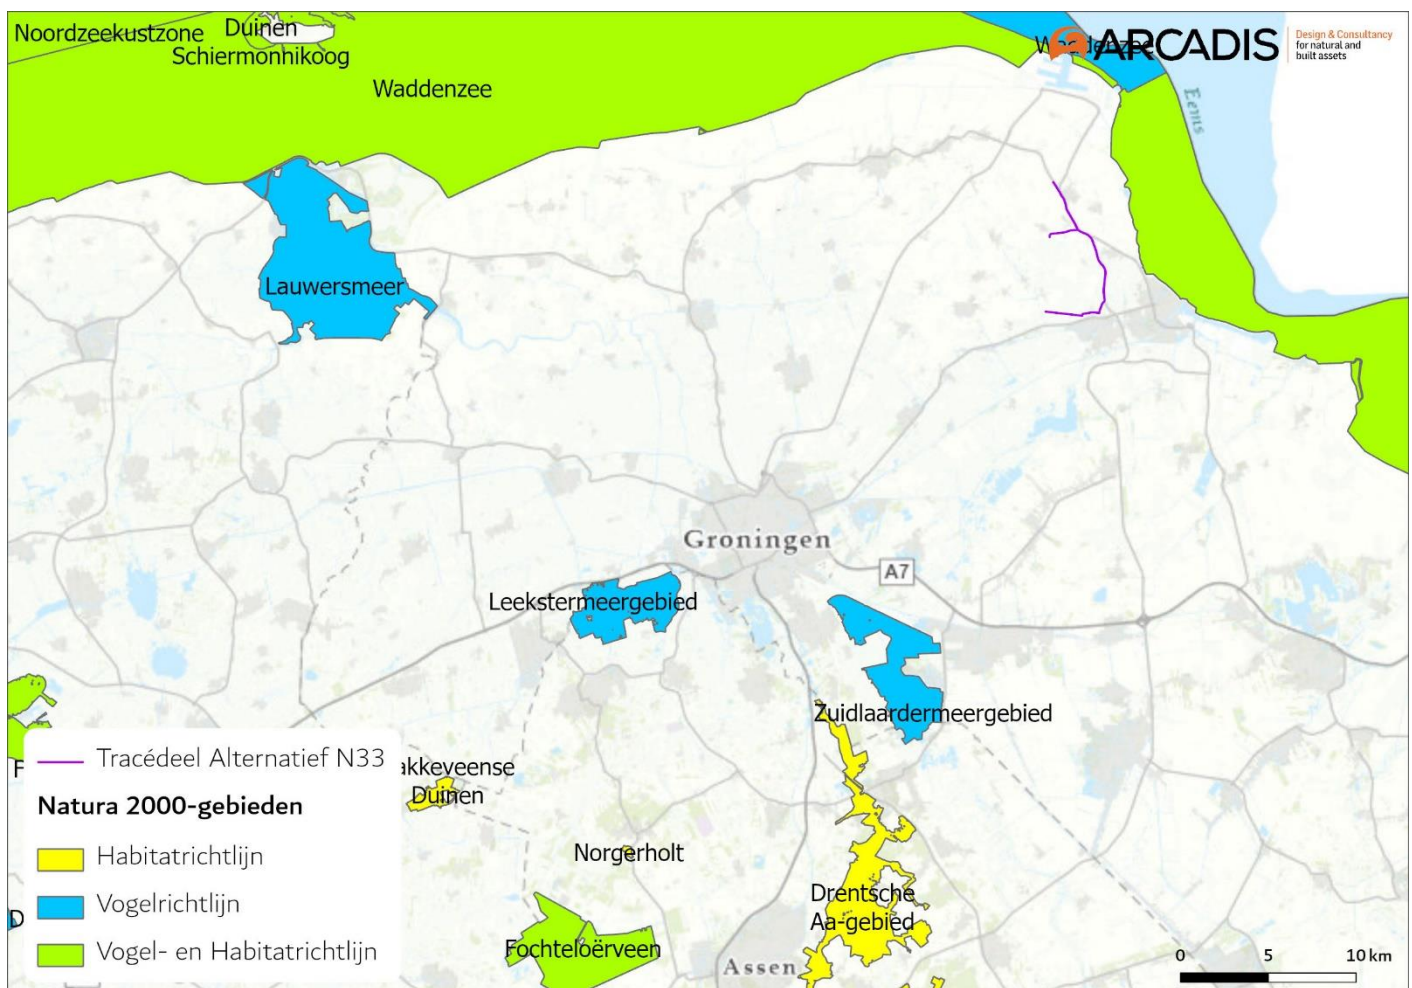 Noordzeekustzone
Duinen
Schiermonnikoog
Waddenzee
Waddenzee
ARCADIS
Design & Consultancy
for natural and
built assets
Eems
Lauwersmeer
Groningen
A7
Leekstermeergebied
Zuidlaardermeergebied
akkeveense
Duinen
Norgerholt
Drentsche
Aa-gebied
Fochteloërveen
Assen
F
D
Tracédeel Alternatief N33
Natura 2000-gebieden
Habitatrichtlijn
Vogelrichtlijn
Vogel- en Habitatrichtlijn
0 5 10 km